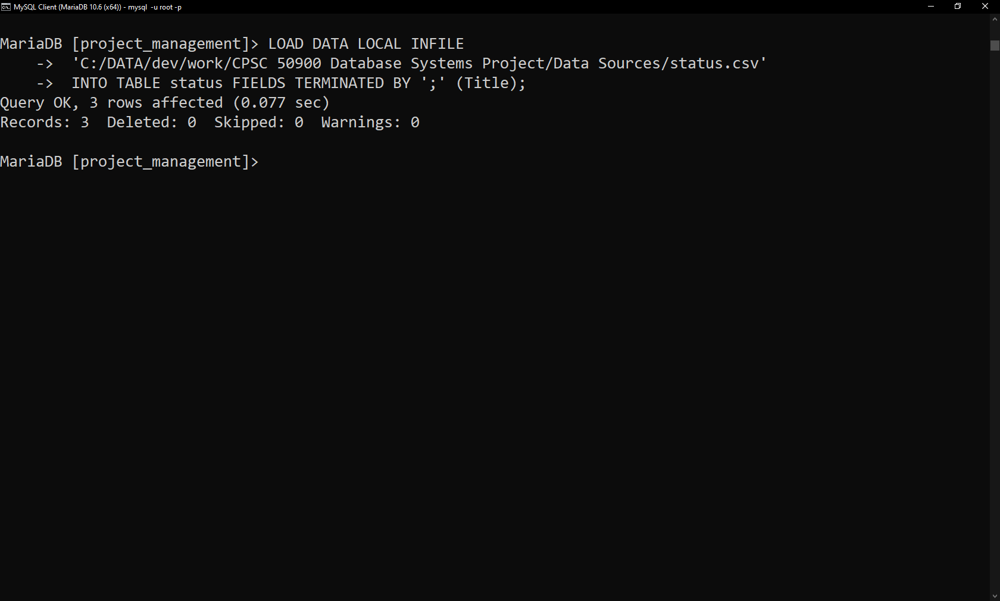 MySQL Client (MariaDB 10.6 (x64)) - mysql  -u root -p
MariaDB [project_management]> LOAD DATA LOCAL INFILE
    ->  'C:/DATA/dev/work/CPSC 50900 Database Systems Project/Data Sources/status.csv'
    ->  INTO TABLE status FIELDS TERMINATED BY ';' (Title);
Query OK, 3 rows affected (0.077 sec)
Records: 3  Deleted: 0  Skipped: 0  Warnings: 0
MariaDB [project_management]>